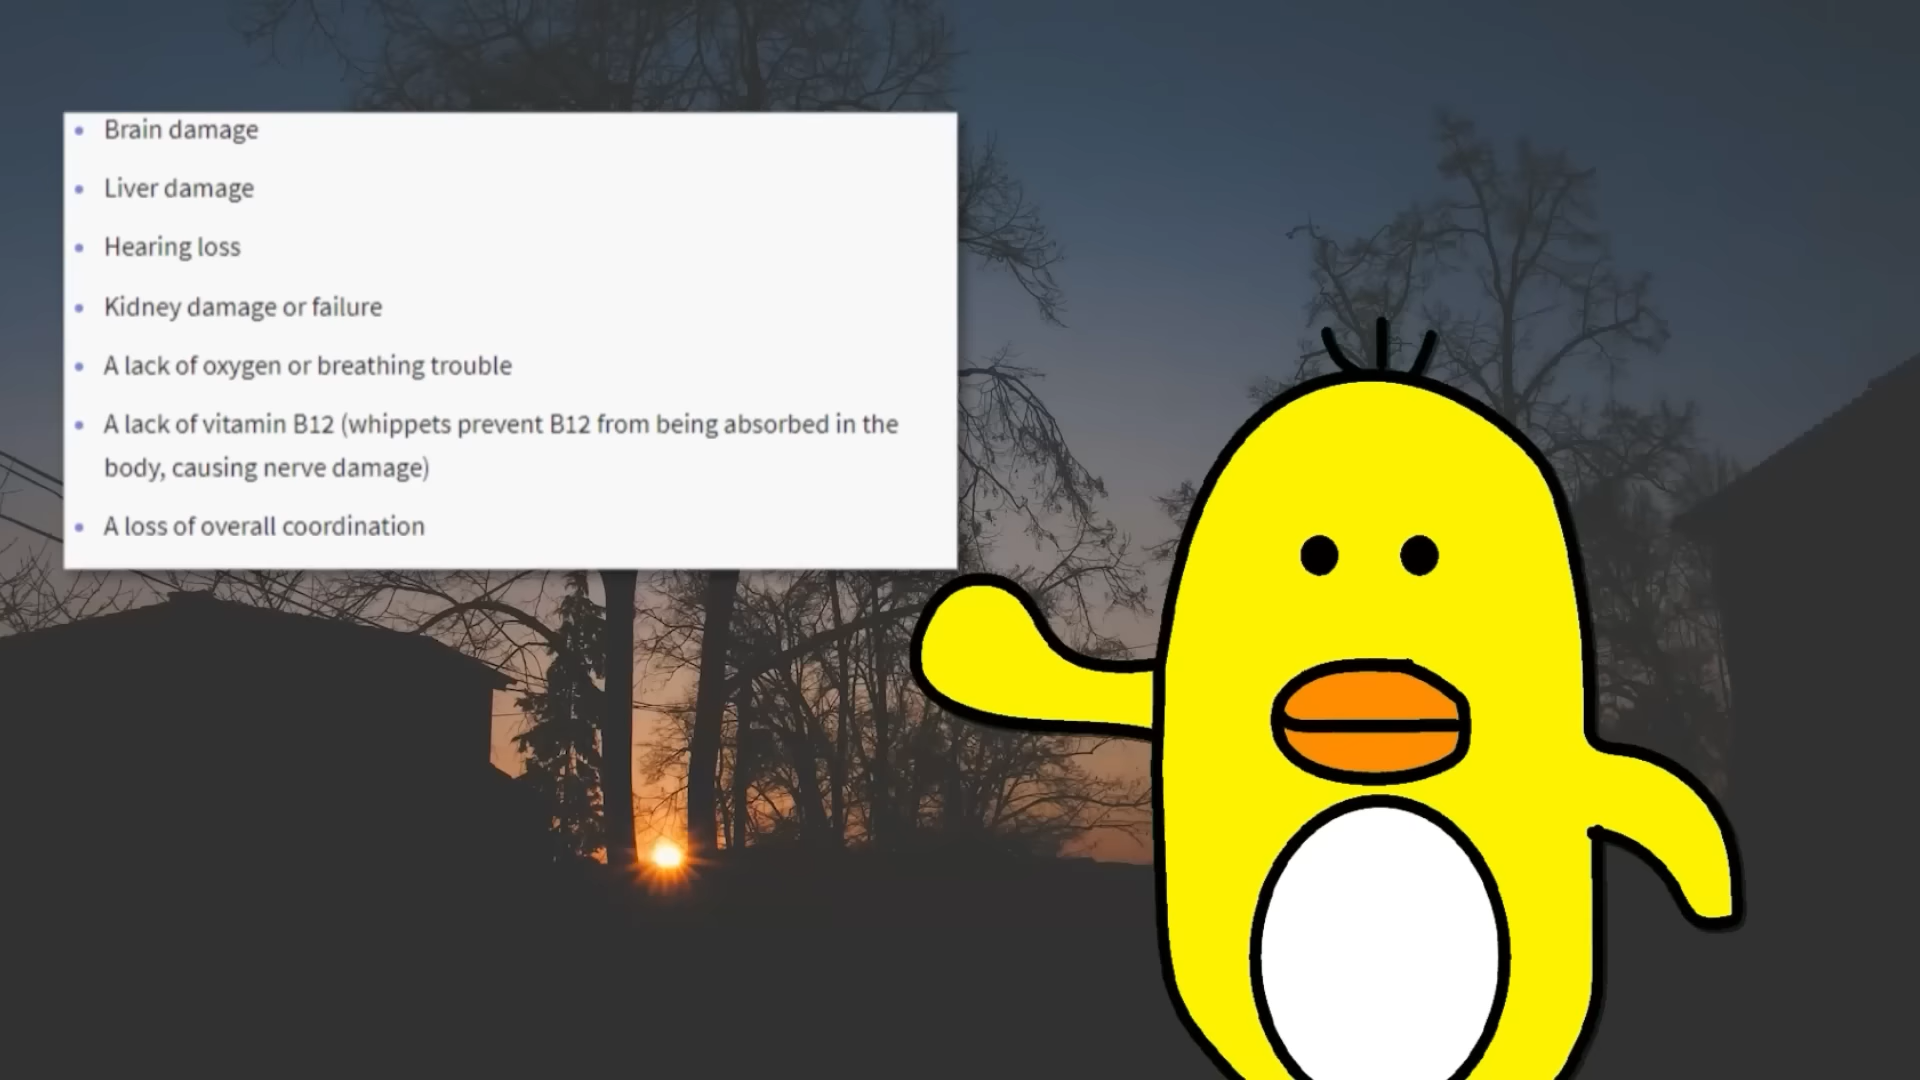 Brain damage
Liver damage
Hearing loss
Kidney damage or failure
A lack of oxygen or breathing trouble
A lack of vitamin B12 (whippets prevent B12 from being absorbed in the
body, causing nerve damage)
A loss of overall coordination